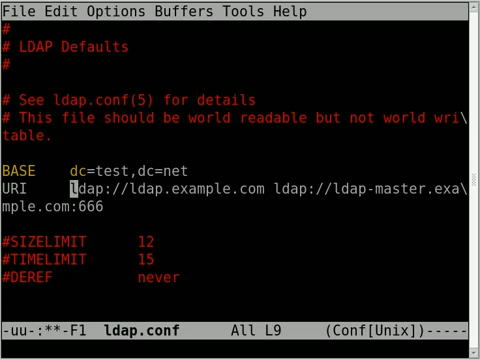 File Edit Options Buffers Tools Help
#
# LDAP Defaults
#
# See ldap.conf(5) for details
# This file should be world readable but not world wri\
table.
BASE    dc=test,dc=net
URI     ldap://ldap.example.com ldap://ldap-master.exa\
mple.com:666
#SIZELIMIT      12
#TIMELIMIT      15
#DEREF          never
-uu-:**-F1  ldap.conf      All L9     (Conf[Unix])-----